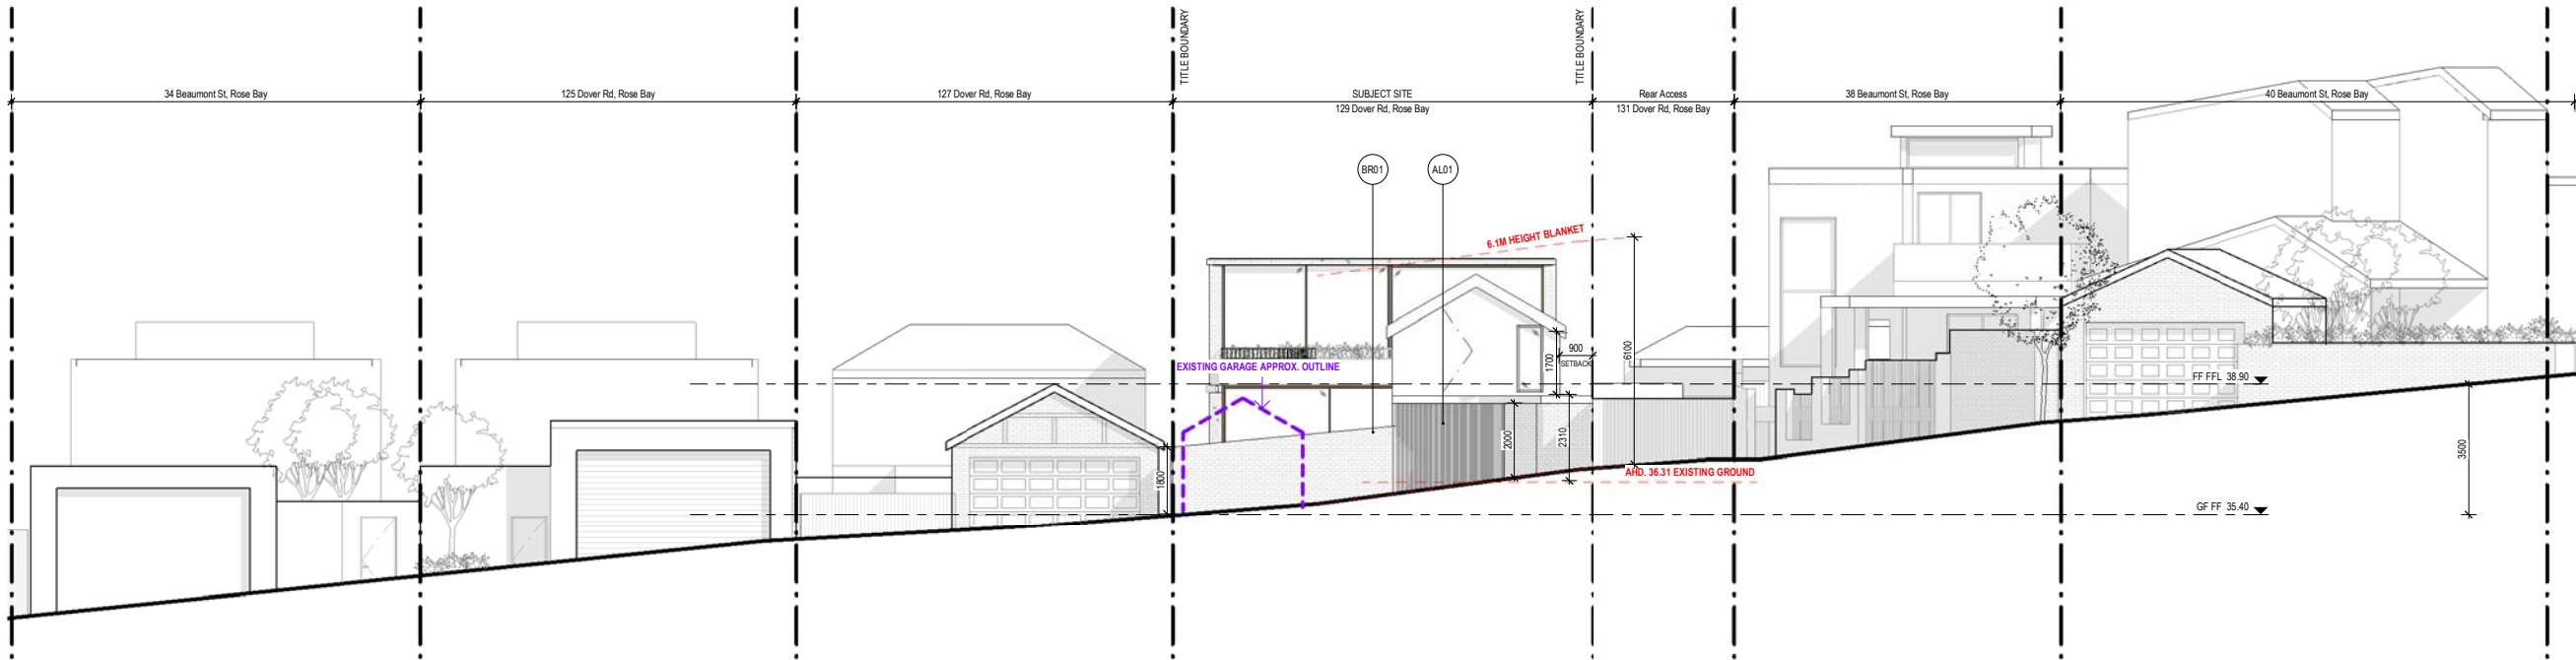 TITLE BOUNDARY
TITLE BOUNDARY
34 Beaumont St, Rose Bay
125 Dover Rd, Rose Bay
127 Dover Rd, Rose Bay
SUBJECT SITE
129 Dover Rd, Rose Bay
Rear Access
131 Dover Rd, Rose Bay
38 Beaumont St, Rose Bay
40 Beaumont St, Rose Bay
BR01
AL01
6.1M HEIGHT BLANKET
EXISTING GARAGE APPROX. OUTLINE
1700
900
SETBACK
6100
FF FFL 38.90
1800
2000
2310
AHD. 36.31 EXISTING GROUND
3500
GF FF 35.40